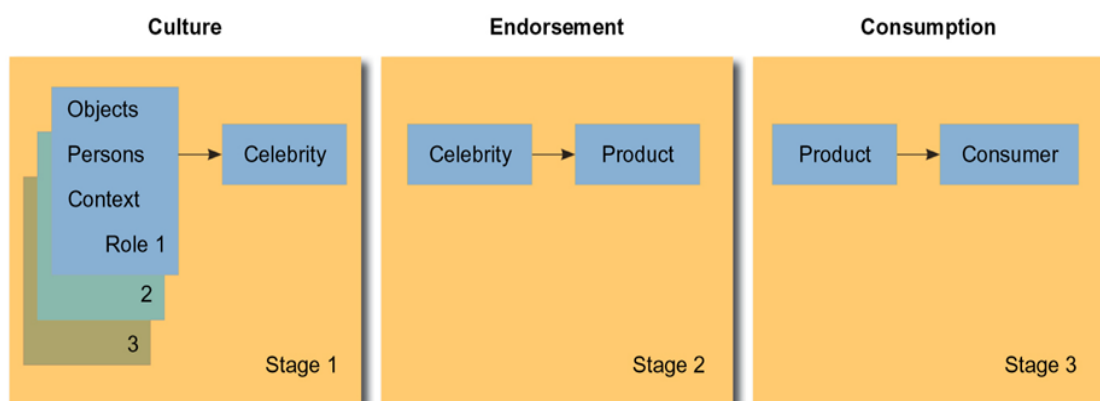 Culture
Endorsement
Consumption
Objects
Persons
Context
Role 1
2
3
Celebrity
Stage 1
Celebrity
Product
Stage 2
Product
Consumer
Stage 3